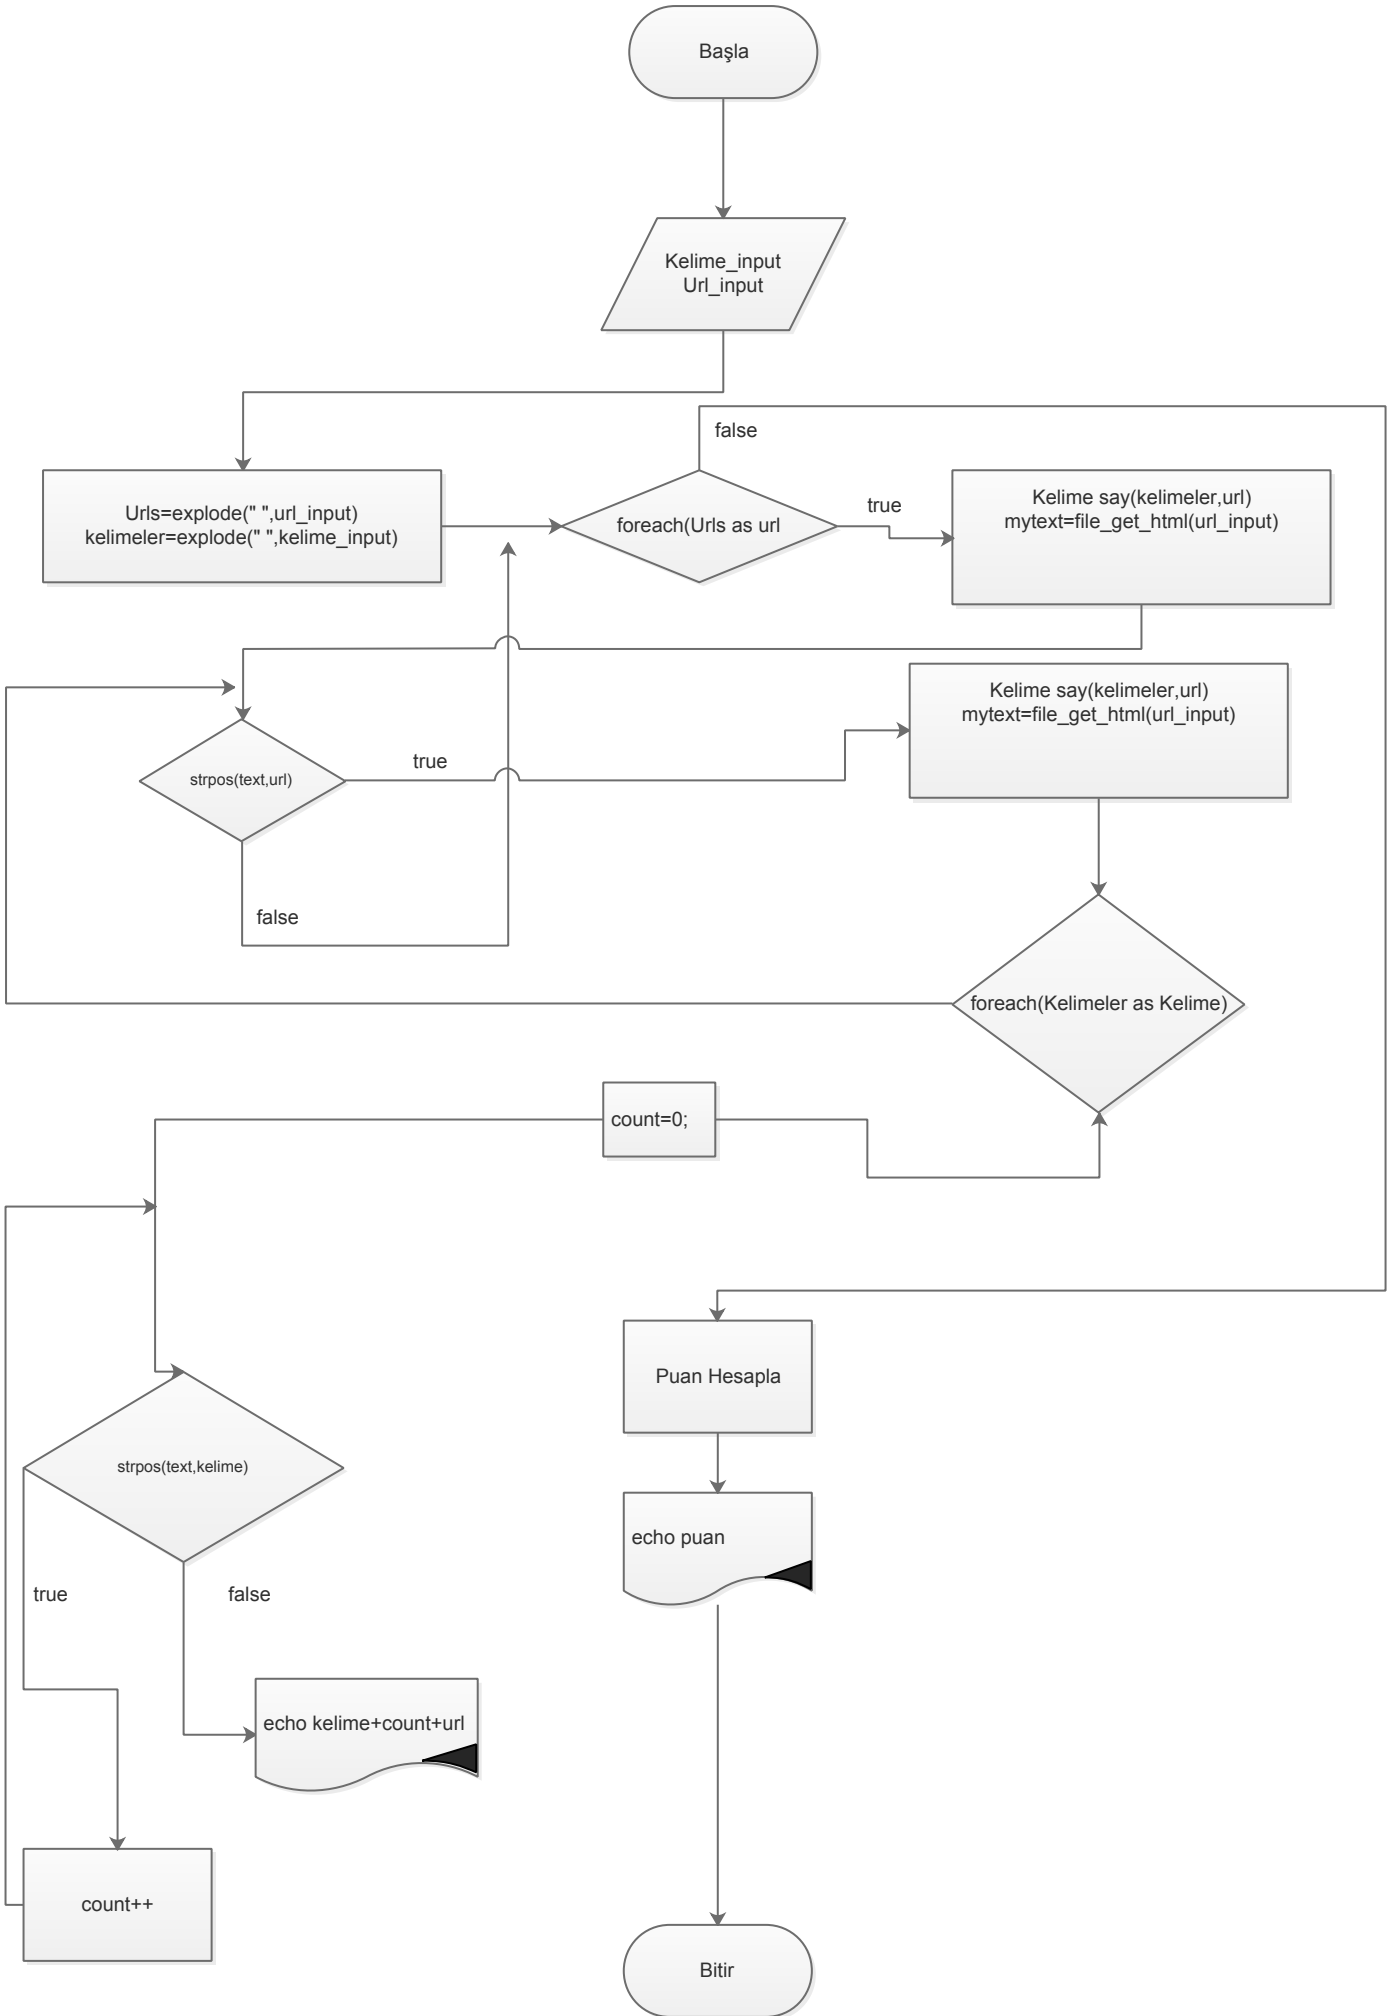 Başla
Kelime_input
Url_input
false
Urls=explode(" ",url_input)
kelimeler=explode(" ",kelime_input)
foreach(Urls as url
true
Kelime say(kelimeler,url)
mytext=file_get_html(url_input)
Kelime say(kelimeler,url)
mytext=file_get_html(url_input)
strpos(text,url)
true
false
foreach(Kelimeler as Kelime)
count=0;
Puan Hesapla
strpos(text,kelime)
echo puan
true
false
echo kelime+count+url
count++
Bitir